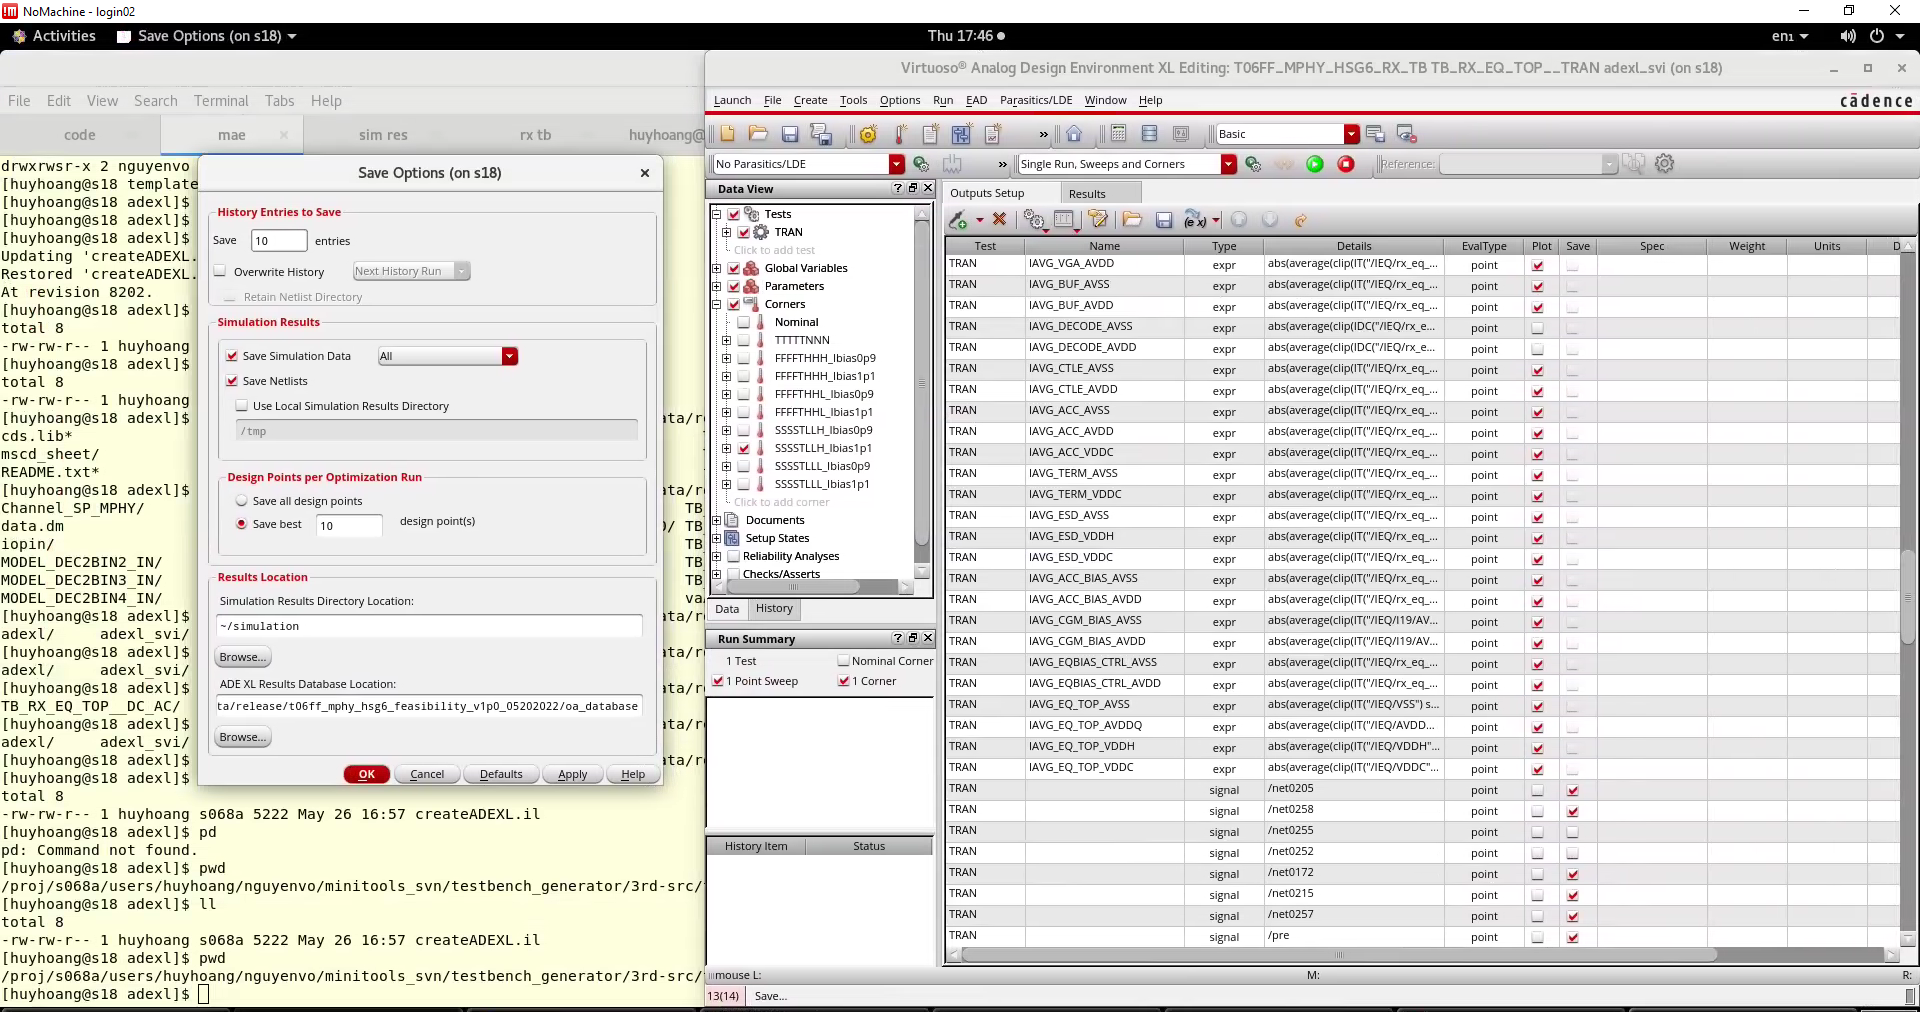 NoMachine - login02
Activities
Save Options (on s18)
Thu 17:46
en₁
Virtuoso® Analog Design Environment XL Editing: T06FF_MPHY_HSG6_RX_TB TB_RX_EQ_TOP__TRAN adexl_svi (on s18)
File Edit View Search Terminal Tabs Help
code mae sim res rx tb huyhoang@
Launch File Create Tools Options Run EAD Parasitics/LDE Window Help
cādence
Basic
No Parasitics/LDE
Single Run, Sweeps and Corners
Reference:
drwxrwsr-x 2 nguyenvo
[huyhoang@s18 template
[huyhoang@s18 adexl]$
[huyhoang@s18 adexl]$
[huyhoang@s18 adexl]$
Updating 'createADEXL.
Restored 'createADEXL.
At revision 8202.
[huyhoang@s18 adexl]$
total 8
-rw-rw-r-- 1 huyhoang
[huyhoang@s18 adexl]$
total 8
-rw-rw-r-- 1 huyhoang
[huyhoang@s18 adexl]$ ata/r
cds.lib*
mscd_sheet/
README.txt*
[huyhoang@s18 adexl]$ ata/r
Channel_SP_MPHY/ TB_
data.dm 0/ TB_
iopin/ TB_
MODEL_DEC2BIN2_IN/ TB_
MODEL_DEC2BIN3_IN/ TB_
MODEL_DEC2BIN4_IN/ va
[huyhoang@s18 adexl]$ ata/r
adexl/ adexl_svi/
[huyhoang@s18 adexl]$ ata/r
adexl/ adexl_svi/
[huyhoang@s18 adexl]$ ata/r
TB_RX_EQ_TOP__DC_AC/
[huyhoang@s18 adexl]$ ata/r
adexl/ adexl_svi/
[huyhoang@s18 adexl]$ ata/r
[huyhoang@s18 adexl]$
total 8
-rw-rw-r-- 1 huyhoang s068a 5222 May 26 16:57 createADEXL.il
[huyhoang@s18 adexl]$ pd
pd: Command not found.
[huyhoang@s18 adexl]$ pwd
/proj/s068a/users/huyhoang/nguyenvo/minitools_svn/testbench_generator/3rd-src/
[huyhoang@s18 adexl]$ ll
total 8
-rw-rw-r-- 1 huyhoang s068a 5222 May 26 16:57 createADEXL.il
[huyhoang@s18 adexl]$ pwd
/proj/s068a/users/huyhoang/nguyenvo/minitools_svn/testbench_generator/3rd-src/
[huyhoang@s18 adexl]$
Save Options (on s18)
History Entries to Save
Save 10 entries
Overwrite History Next History Run
Retain Netlist Directory
Simulation Results
Save Simulation Data All
Save Netlists
Use Local Simulation Results Directory
/tmp
Design Points per Optimization Run
Save all design points
Save best 10 design point(s)
Results Location
Simulation Results Directory Location:
~/simulation
Browse...
ADE XL Results Database Location:
ta/release/t06ff_mphy_hsg6_feasibility_v1p0_05202022/oa_database
Browse...
OK Cancel Defaults Apply Help
Data View
Tests
TRAN
Click to add test
Global Variables
Parameters
Corners
Nominal
TTTTTNNN
FFFFTHHH_Ibias0p9
FFFFTHHH_Ibias1p1
FFFFTHHL_Ibias0p9
FFFFTHHL_Ibias1p1
SSSSTLLH_Ibias0p9
SSSSTLLH_Ibias1p1
SSSSTLLL_Ibias0p9
SSSSTLLL_Ibias1p1
Click to add corner
Documents
Setup States
Reliability Analyses
Checks/Asserts
Data History
Run Summary
1 Test Nominal Corner
1 Point Sweep 1 Corner
History Item Status
Outputs Setup Results
Test Name Type Details EvalType Plot Save Spec Weight Units D
TRAN IAVG_VGA_AVDD expr abs(average(clip(IT("/IEQ/rx_eq_... point
TRAN IAVG_BUF_AVSS expr abs(average(clip(IT("/IEQ/rx_eq_... point
TRAN IAVG_BUF_AVDD expr abs(average(clip(IT("/IEQ/rx_eq_... point
TRAN IAVG_DECODE_AVSS expr abs(average(clip(IDC("/IEQ/rx_e... point
TRAN IAVG_DECODE_AVDD expr abs(average(clip(IDC("/IEQ/rx_e... point
TRAN IAVG_CTLE_AVSS expr abs(average(clip(IT("/IEQ/rx_eq_... point
TRAN IAVG_CTLE_AVDD expr abs(average(clip(IT("/IEQ/rx_eq_... point
TRAN IAVG_ACC_AVSS expr abs(average(clip(IT("/IEQ/rx_eq_... point
TRAN IAVG_ACC_AVDD expr abs(average(clip(IT("/IEQ/rx_eq_... point
TRAN IAVG_ACC_VDDC expr abs(average(clip(IT("/IEQ/rx_eq_... point
TRAN IAVG_TERM_AVSS expr abs(average(clip(IT("/IEQ/rx_eq_... point
TRAN IAVG_TERM_VDDC expr abs(average(clip(IT("/IEQ/rx_eq_... point
TRAN IAVG_ESD_AVSS expr abs(average(clip(IT("/IEQ/rx_eq_... point
TRAN IAVG_ESD_VDDH expr abs(average(clip(IT("/IEQ/rx_eq_... point
TRAN IAVG_ESD_VDDC expr abs(average(clip(IT("/IEQ/rx_eq_... point
TRAN IAVG_ACC_BIAS_AVSS expr abs(average(clip(IT("/IEQ/rx_eq_... point
TRAN IAVG_ACC_BIAS_AVDD expr abs(average(clip(IT("/IEQ/rx_eq_... point
TRAN IAVG_CGM_BIAS_AVSS expr abs(average(clip(IT("/IEQ/I19/AV... point
TRAN IAVG_CGM_BIAS_AVDD expr abs(average(clip(IT("/IEQ/I19/AV... point
TRAN IAVG_EQBIAS_CTRL_AVSS expr abs(average(clip(IT("/IEQ/rx_eq_... point
TRAN IAVG_EQBIAS_CTRL_AVDD expr abs(average(clip(IT("/IEQ/rx_eq_... point
TRAN IAVG_EQ_TOP_AVSS expr abs(average(clip(IT("/IEQ/VSS") s... point
TRAN IAVG_EQ_TOP_AVDDQ expr abs(average(clip(IT("/IEQ/AVDD... point
TRAN IAVG_EQ_TOP_VDDH expr abs(average(clip(IT("/IEQ/VDDH"... point
TRAN IAVG_EQ_TOP_VDDC expr abs(average(clip(IT("/IEQ/VDDC"... point
TRAN signal /net0205 point
TRAN signal /net0258 point
TRAN signal /net0255 point
TRAN signal /net0252 point
TRAN signal /net0172 point
TRAN signal /net0215 point
TRAN signal /net0257 point
TRAN signal /pre point
mouse L: M: R:
13(14) Save...